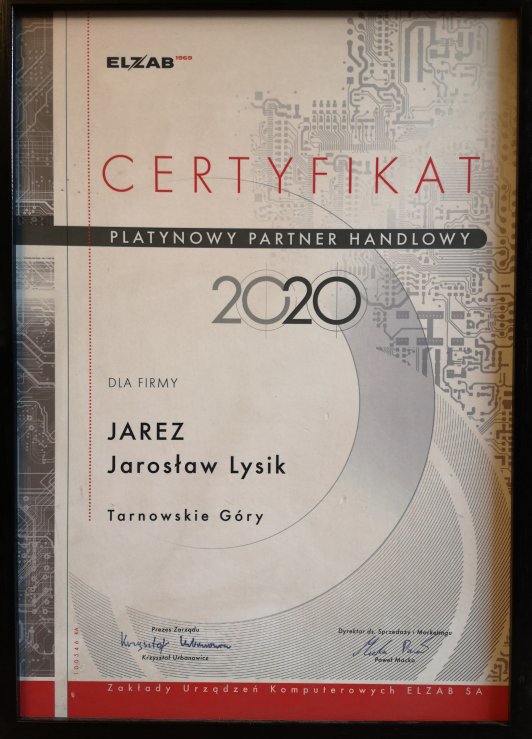 ELZAB 1969
CERTYFIKAT
PLATYNOWY PARTNER HANDLOWY
2020
DLA FIRMY
JAREZ
Jarosław Lysik
Tarnowskie Góry
Prezes Zarządu
Krzysztof Urbanowicz
Dyrektor ds. Sprzedaży i Marketingu
Paweł Macko
Zakłady Urządzeń Komputerowych ELZAB SA